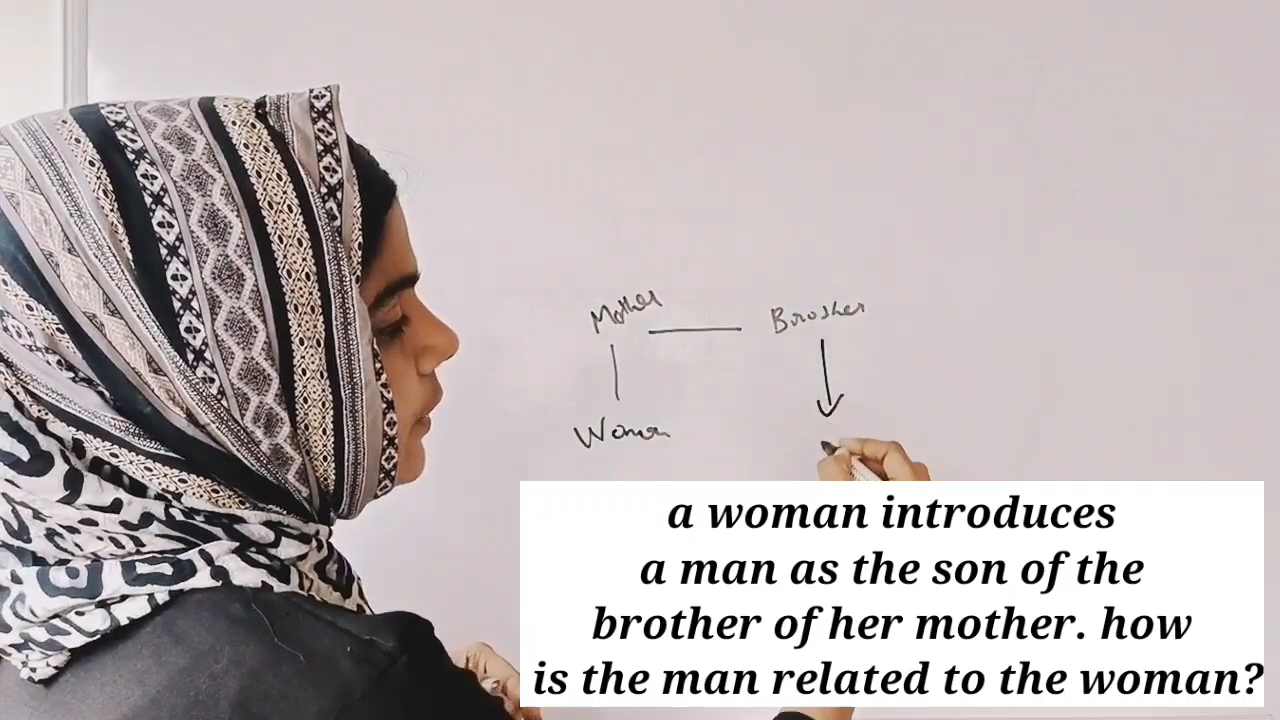 Mother Brother
Woman
a woman introduces
a man as the son of the
brother of her mother. how
is the man related to the woman?